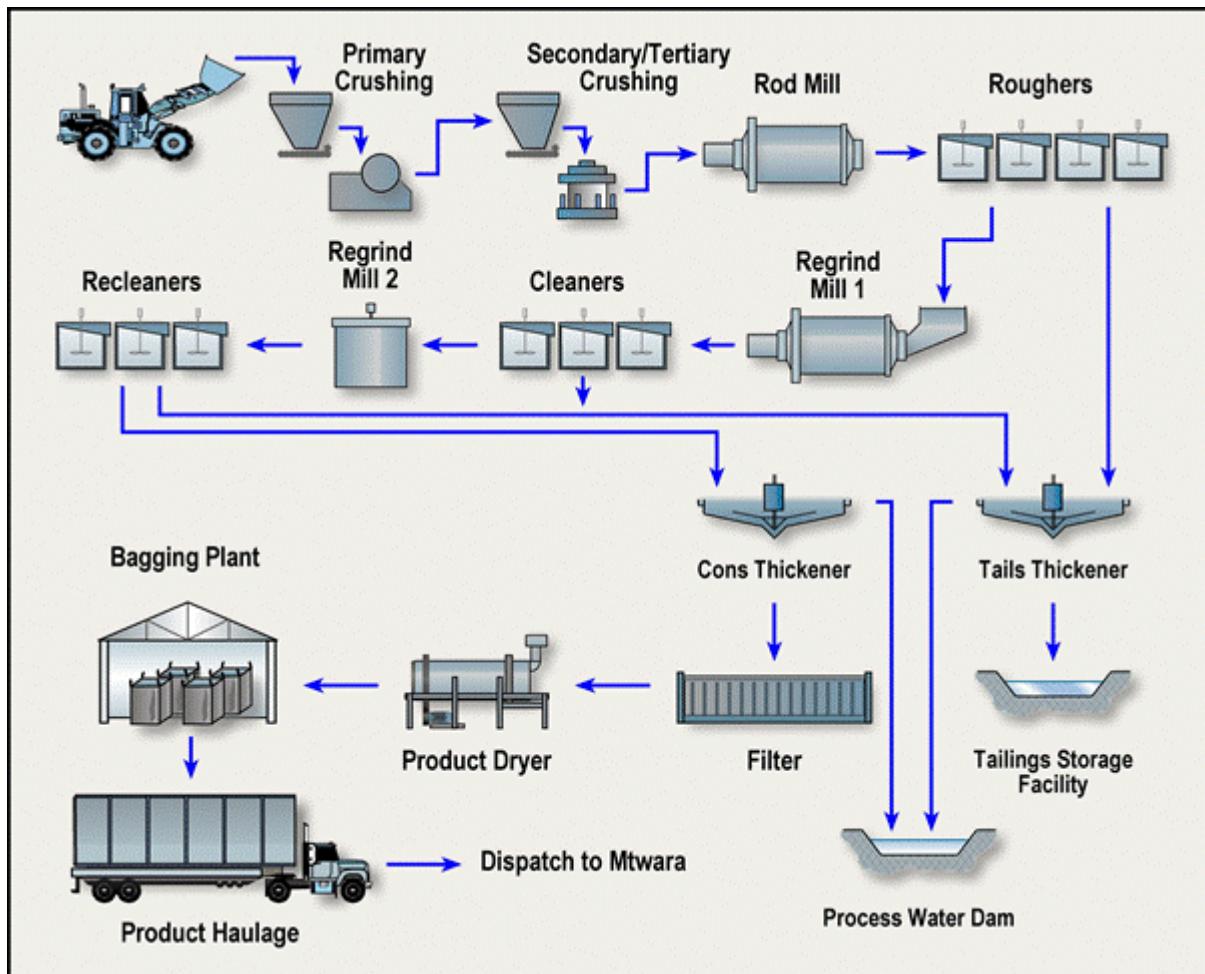 Primary
Crushing
Secondary/Tertiary
Crushing
Rod Mill
Roughers
Recleaners
Regrind
Mill 2
Cleaners
Regrind
Mill 1
Cons Thickener
Tails Thickener
Bagging Plant
Product Dryer
Filter
Tailings Storage
Facility
Dispatch to Mtwara
Product Haulage
Process Water Dam